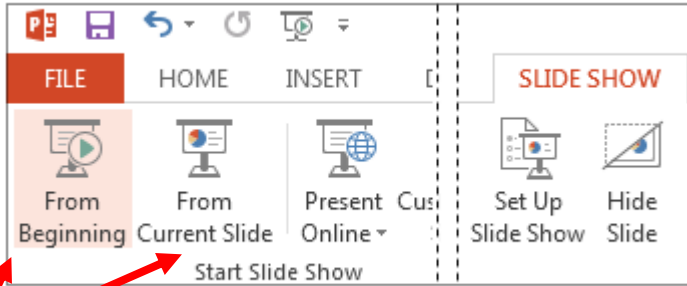 FILE HOME INSERT SLIDE SHOW
From Beginning
From Current Slide
Present Online
Set Up Slide Show
Hide Slide
Start Slide Show